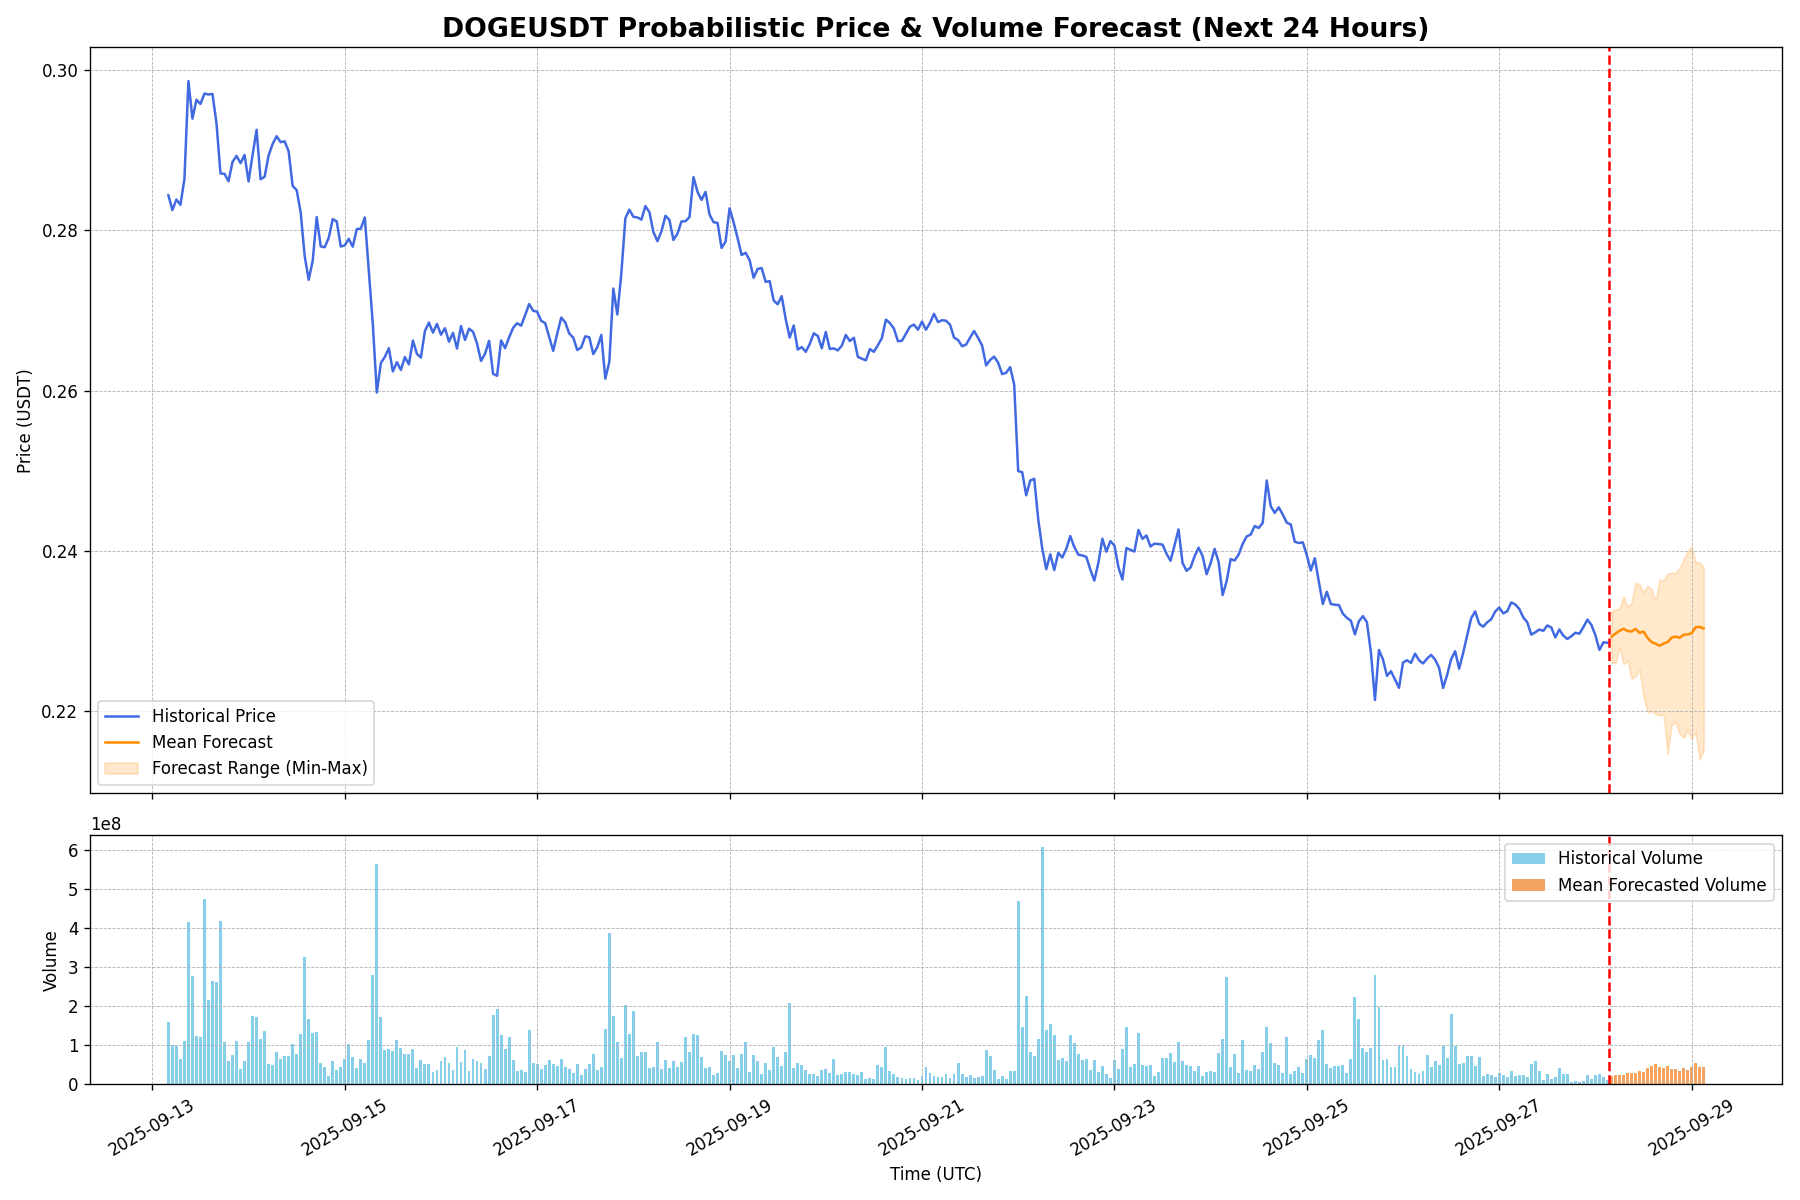 DOGEUSDT Probabilistic Price & Volume Forecast (Next 24 Hours)
0.30
0.28
0.26
0.24
0.22
Price (USDT)
Historical Price
Mean Forecast
Forecast Range (Min-Max)
1e8
6
5
4
3
2
1
0
Volume
Historical Volume
Mean Forecasted Volume
2025-09-13
2025-09-15
2025-09-17
2025-09-19
2025-09-21
2025-09-23
2025-09-25
2025-09-27
2025-09-29
Time (UTC)